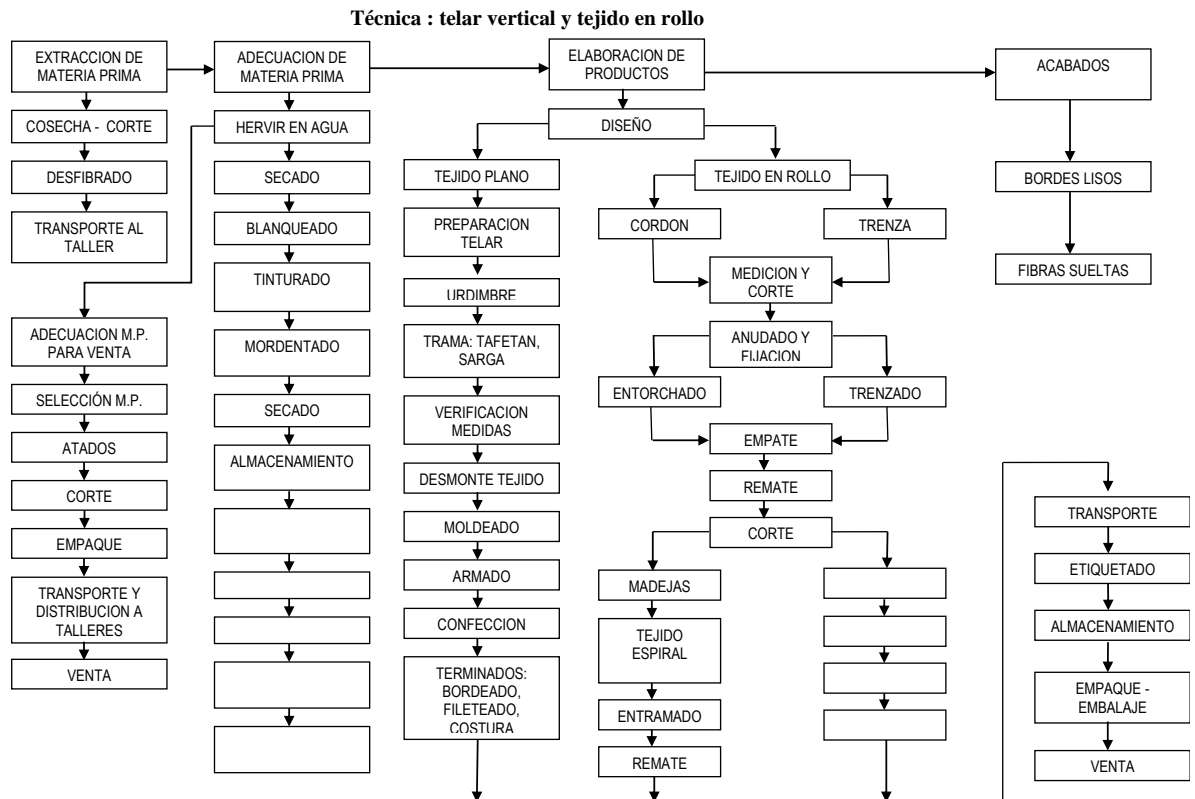 Técnica : telar vertical y tejido en rollo
EXTRACCION DE
MATERIA PRIMA
COSECHA - CORTE
DESFIBRADO
TRANSPORTE AL
TALLER
ADECUACION M.P.
PARA VENTA
SELECCIÓN M.P.
ATADOS
CORTE
EMPAQUE
TRANSPORTE Y
DISTRIBUCION A
TALLERES
VENTA
ADECUACION DE
MATERIA PRIMA
HERVIR EN AGUA
SECADO
BLANQUEADO
TINTURADO
MORDENTADO
SECADO
ALMACENAMIENTO
ELABORACION DE
PRODUCTOS
DISEÑO
TEJIDO PLANO
PREPARACION
TELAR
URDIMBRE
TRAMA: TAFETAN,
SARGA
VERIFICACION
MEDIDAS
DESMONTE TEJIDO
MOLDEADO
ARMADO
CONFECCION
TERMINADOS:
BORDEADO,
FILETEADO,
COSTURA
TEJIDO EN ROLLO
CORDON
TRENZA
MEDICION Y
CORTE
ANUDADO Y
FIJACION
ENTORCHADO
TRENZADO
EMPATE
REMATE
CORTE
MADEJAS
TEJIDO
ESPIRAL
ENTRAMADO
REMATE
ACABADOS
BORDES LISOS
FIBRAS SUELTAS
TRANSPORTE
ETIQUETADO
ALMACENAMIENTO
EMPAQUE -
EMBALAJE
VENTA